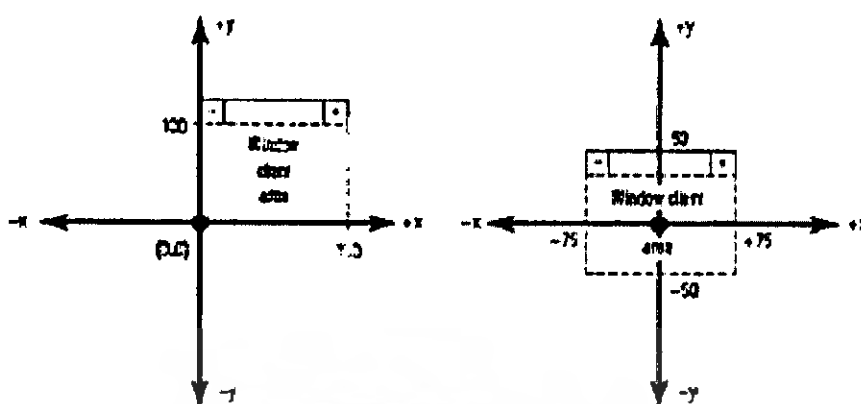 +y
100
Window
client
area
-x
+x
(0,0)
-y
+y
50
Window client
-x
+x
-75
+75
area
-50
-y